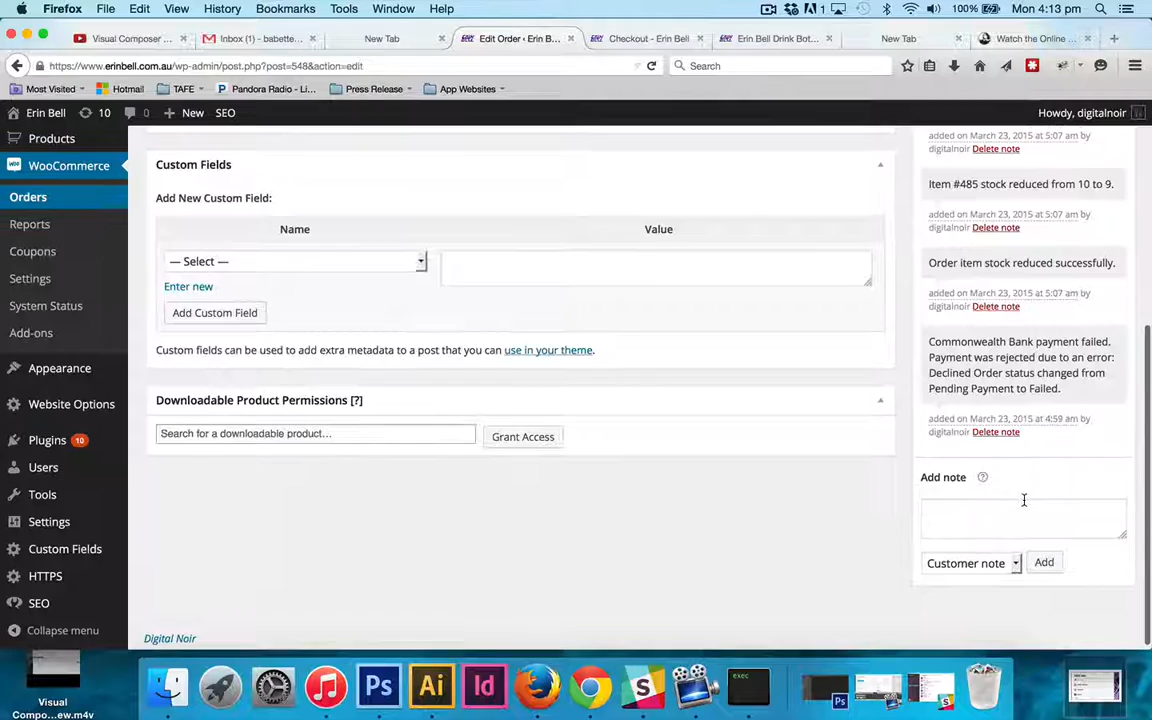 Firefox File Edit View History Bookmarks Tools Window Help 1 100% Mon 4:13 pm
Visual Composer ... Inbox (1) - babette... New Tab Edit Order ‹ Erin B... Checkout - Erin Bell Erin Bell Drink Bot... New Tab Watch the Online ...
https://www.erinbell.com.au/wp-admin/post.php?post=548&action=edit Search
Most Visited Hotmail TAFE Pandora Radio - Li... Press Release App Websites
Erin Bell 10 0 New SEO Howdy, digitalnoir
Products
WooCommerce
Orders
Reports
Coupons
Settings
System Status
Add-ons
Appearance
Website Options
Plugins 10
Users
Tools
Settings
Custom Fields
HTTPS
SEO
Collapse menu
Custom Fields
Add New Custom Field:
Name Value
— Select —
Enter new
Add Custom Field
Custom fields can be used to add extra metadata to a post that you can use in your theme.
Downloadable Product Permissions [?]
Search for a downloadable product... Grant Access
Digital Noir
added on March 23, 2015 at 5:07 am by
digitalnoir Delete note
Item #485 stock reduced from 10 to 9.
added on March 23, 2015 at 5:07 am by
digitalnoir Delete note
Order item stock reduced successfully.
added on March 23, 2015 at 5:07 am by
digitalnoir Delete note
Commonwealth Bank payment failed.
Payment was rejected due to an error:
Declined Order status changed from
Pending Payment to Failed.
added on March 23, 2015 at 4:59 am by
digitalnoir Delete note
Add note ?
Customer note Add
Visual
Compo...ew.m4v
Ps Ai Id exec